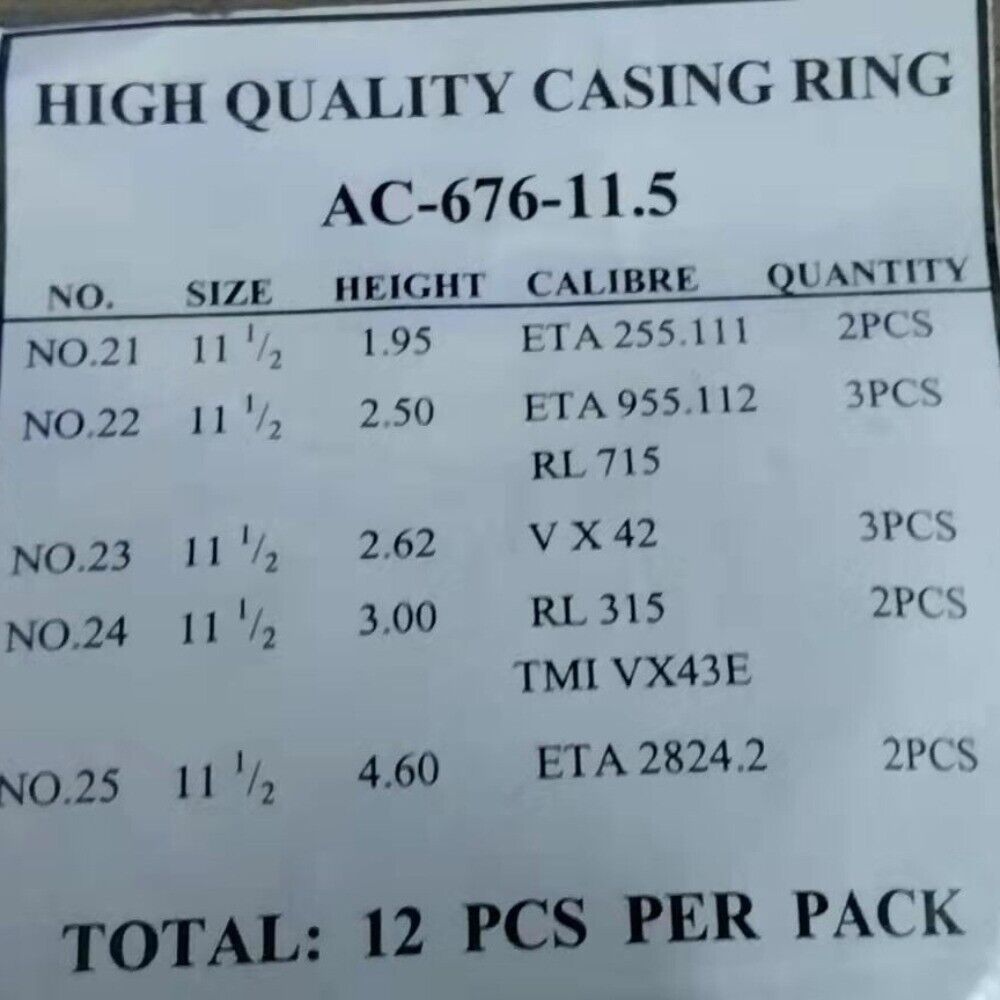 HIGH QUALITY CASING RING
AC-676-11.5
NO. SIZE HEIGHT CALIBRE QUANTITY
NO.21 11 1/2 1.95 ETA 255.111 2PCS
NO.22 11 1/2 2.50 ETA 955.112 3PCS
RL 715
NO.23 11 1/2 2.62 V X 42 3PCS
NO.24 11 1/2 3.00 RL 315 2PCS
TMI VX43E
NO.25 11 1/2 4.60 ETA 2824.2 2PCS
TOTAL: 12 PCS PER PACK